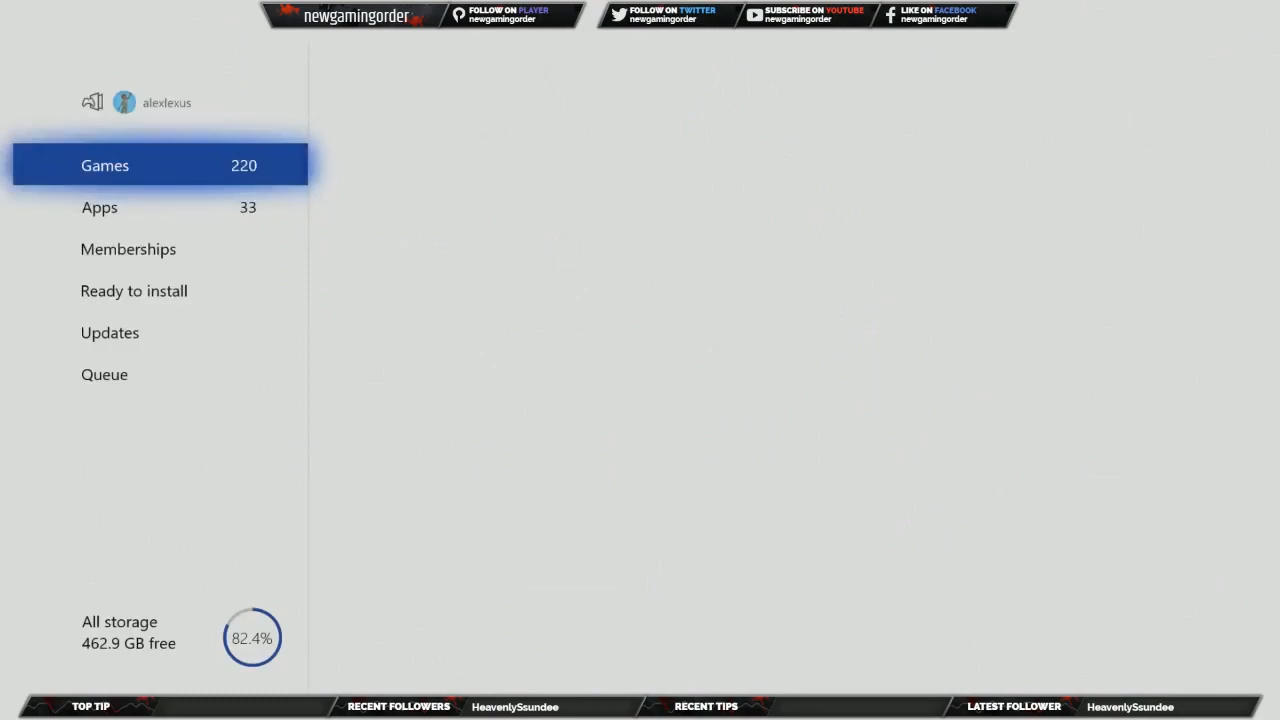 newgamingorder
FOLLOW ON PLAYER
newgamingorder
FOLLOW ON TWITTER
newgamingorder
SUBSCRIBE ON YOUTUBE
newgamingorder
LIKE ON FACEBOOK
newgamingorder
alexlexus
Games 220
Apps 33
Memberships
Ready to install
Updates
Queue
All storage
462.9 GB free
82.4%
TOP TIP
RECENT FOLLOWERS HeavenlySsundee
RECENT TIPS
LATEST FOLLOWER HeavenlySsundee